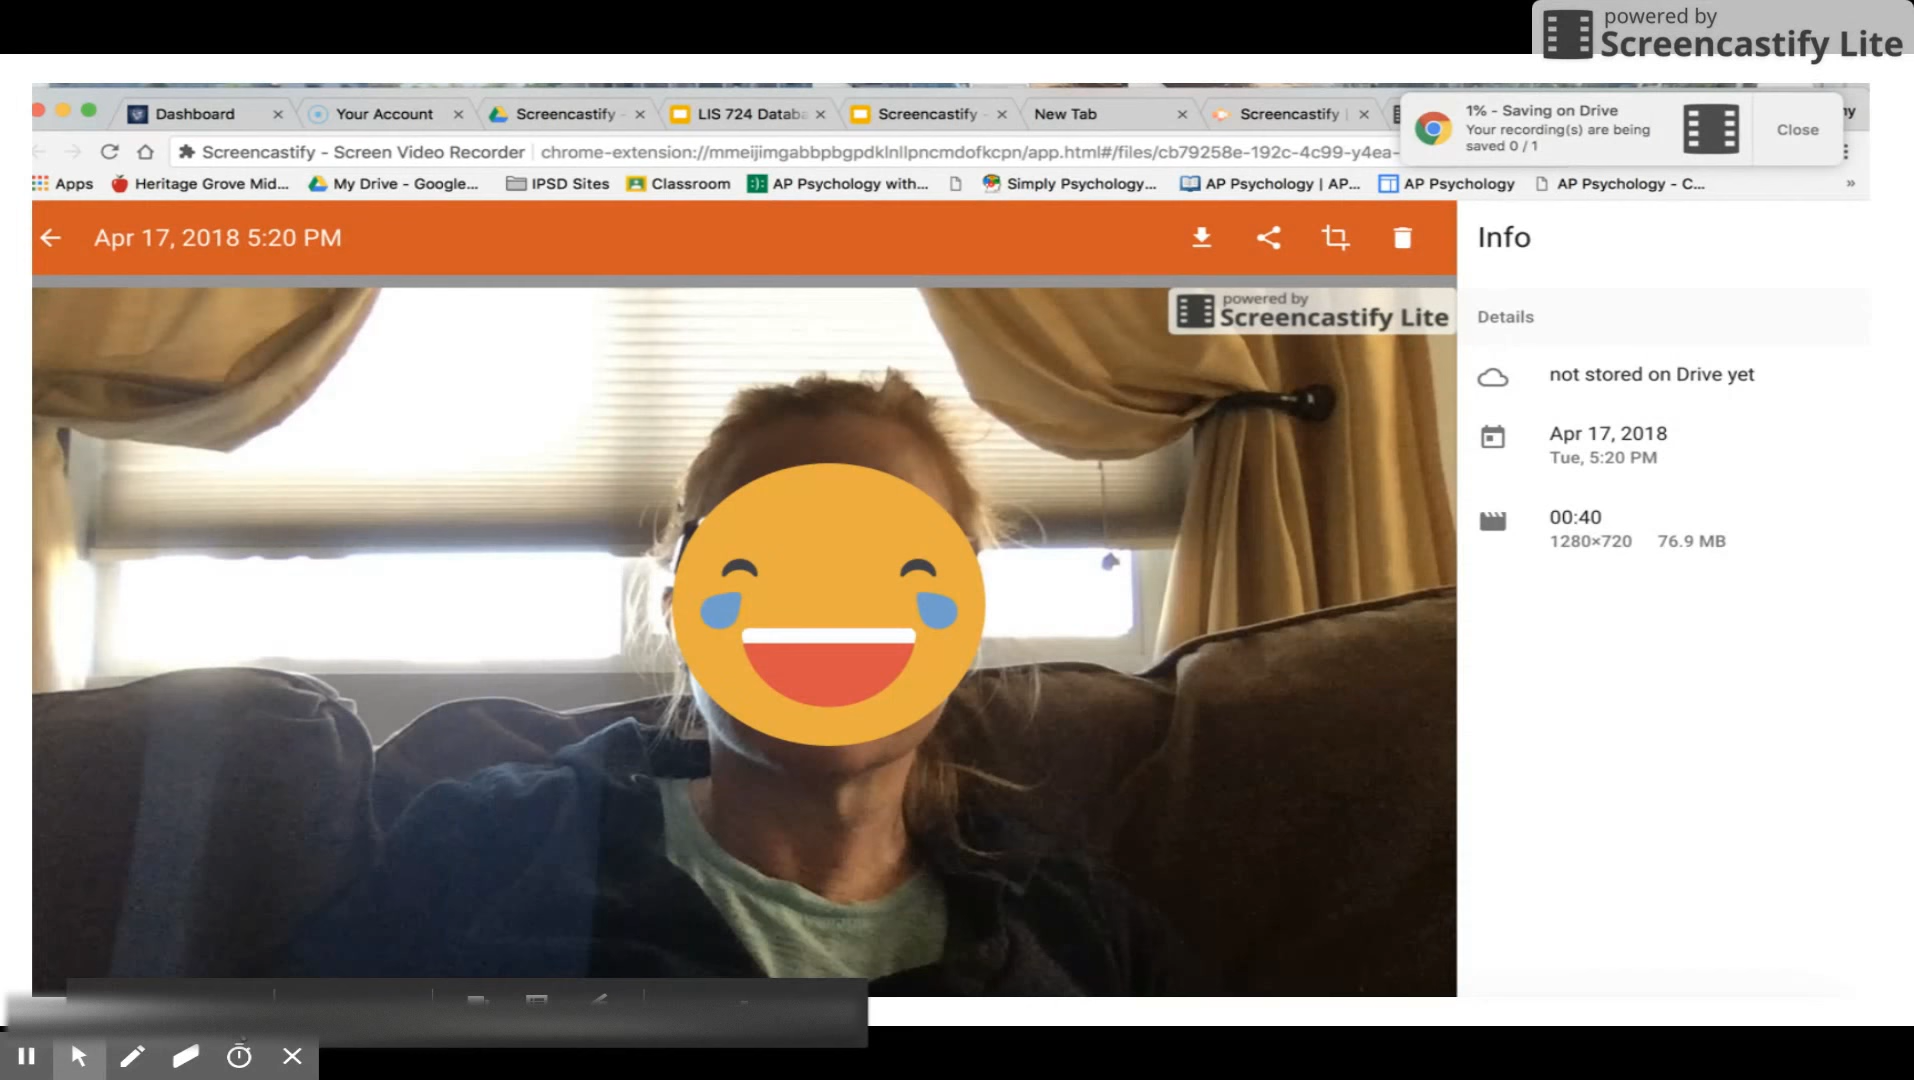 powered by
Screencastify Lite
Dashboard
Your Account
Screencastify -
LIS 724 Databa
Screencastify -
New Tab
Screencastify |
1% - Saving on Drive
Your recording(s) are being
saved 0 / 1
Close
Screencastify - Screen Video Recorder
chrome-extension://mmeijimgabbpbgpdklnllpncmdofkcpn/app.html#/files/cb79258e-192c-4c99-y4ea-
Apps
Heritage Grove Mid...
My Drive - Google...
IPSD Sites
Classroom
AP Psychology with...
Simply Psychology...
AP Psychology | AP...
AP Psychology
AP Psychology - C...
»
Apr 17, 2018 5:20 PM
Info
powered by
Screencastify Lite
Details
not stored on Drive yet
Apr 17, 2018
Tue, 5:20 PM
00:40
1280×720 76.9 MB